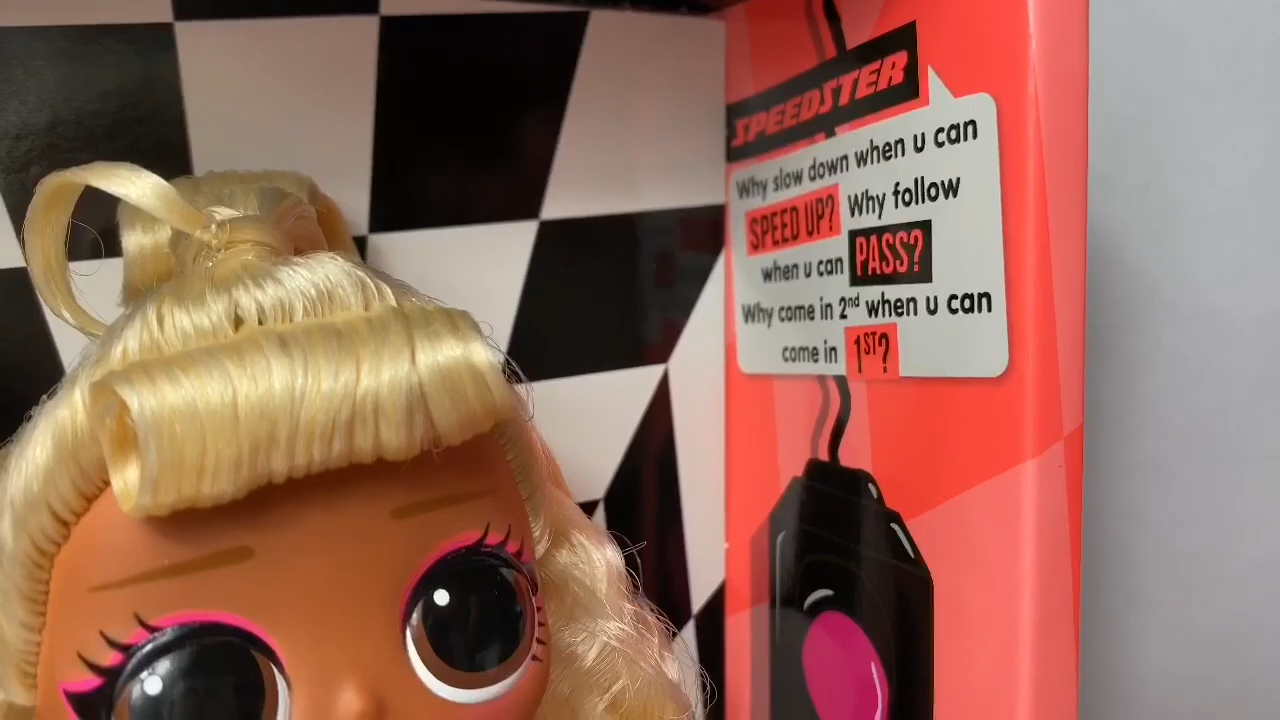 SPEEDSTER
Why slow down when u can
SPEED UP? Why follow
when u can PASS?
Why come in 2nd when u can
come in 1ST?